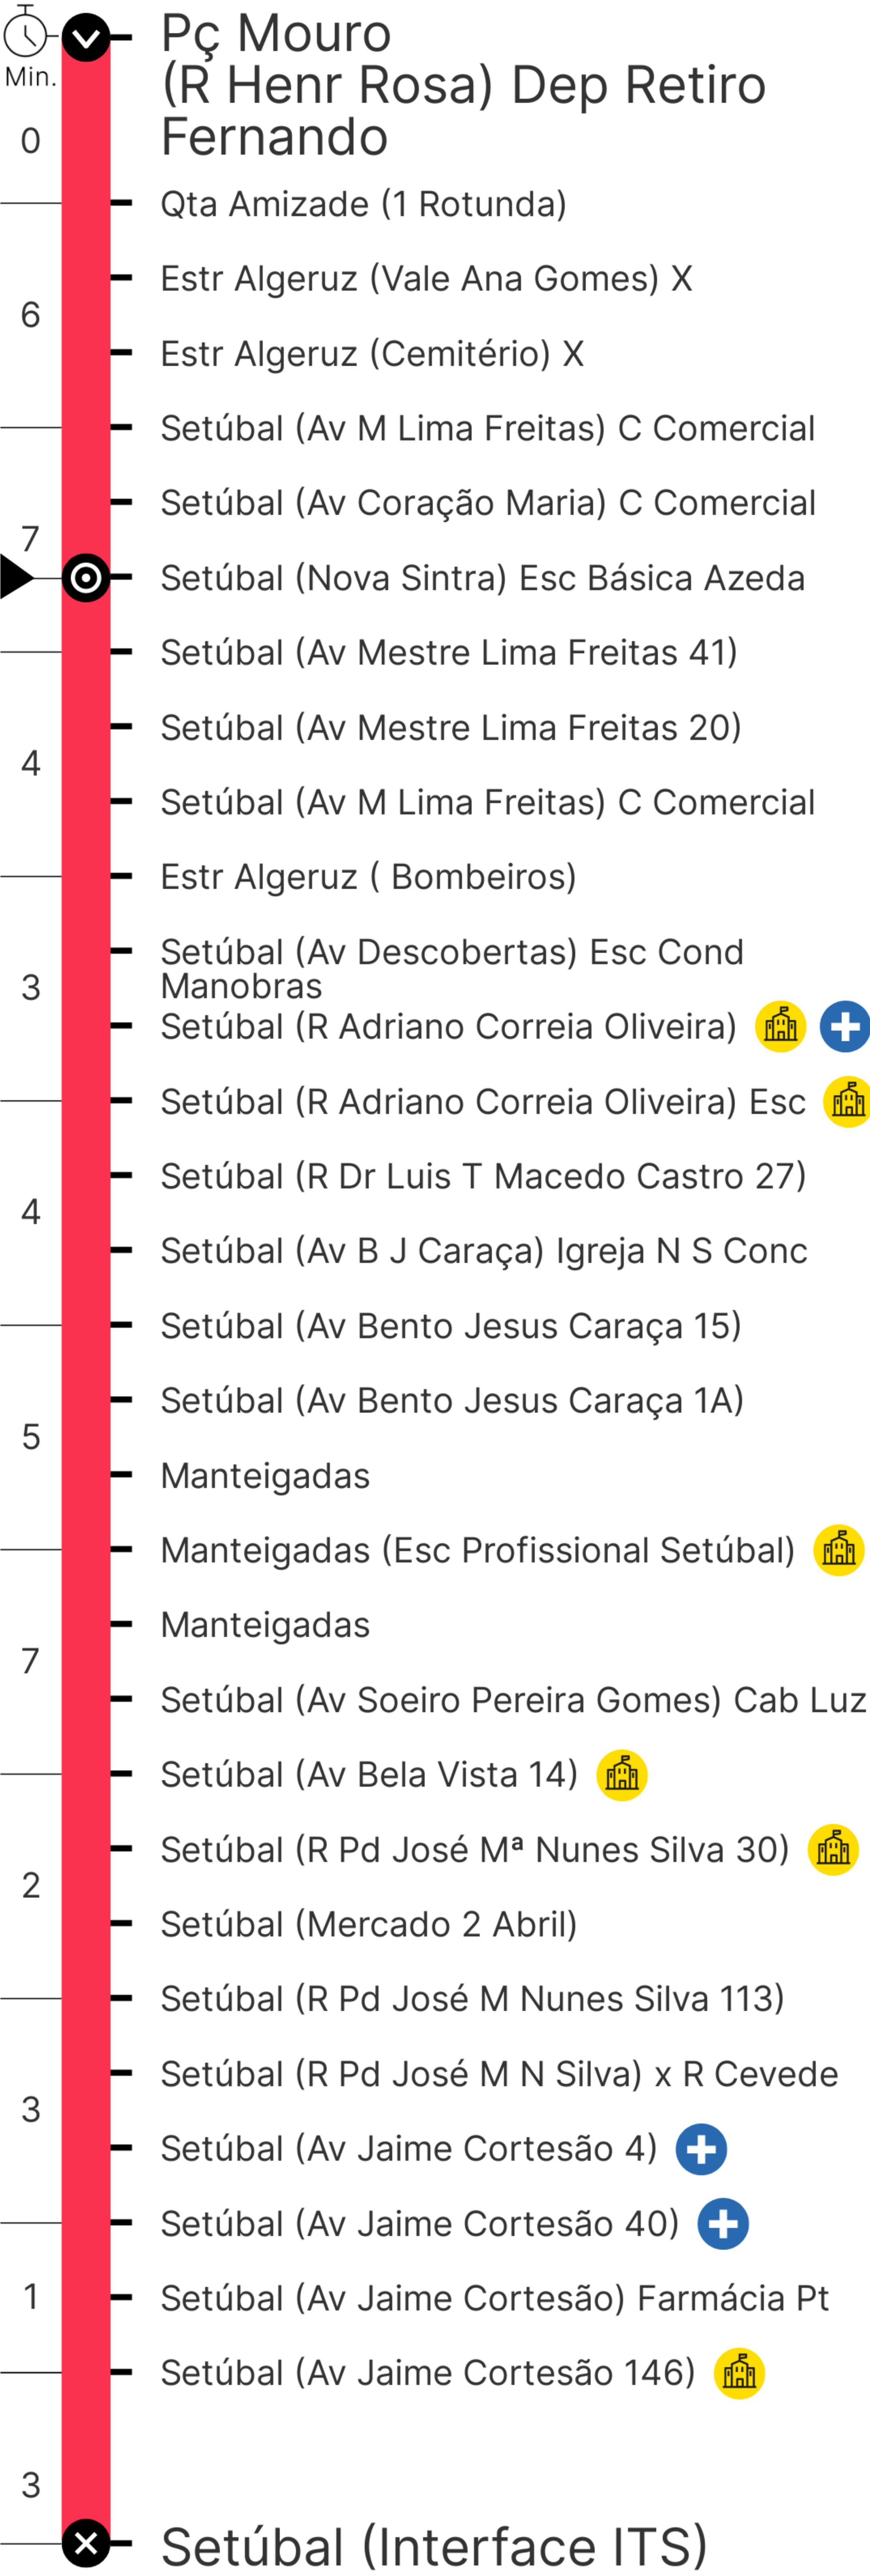 Pç Mouro
(R Henr Rosa) Dep Retiro
Fernando
Min.
0
Qta Amizade (1 Rotunda)
Estr Algeruz (Vale Ana Gomes) X
6
Estr Algeruz (Cemitério) X
Setúbal (Av M Lima Freitas) C Comercial
Setúbal (Av Coração Maria) C Comercial
7
Setúbal (Nova Sintra) Esc Básica Azeda
Setúbal (Av Mestre Lima Freitas 41)
Setúbal (Av Mestre Lima Freitas 20)
4
Setúbal (Av M Lima Freitas) C Comercial
Estr Algeruz ( Bombeiros)
Setúbal (Av Descobertas) Esc Cond
Manobras
3
Setúbal (R Adriano Correia Oliveira)
Setúbal (R Adriano Correia Oliveira) Esc
Setúbal (R Dr Luis T Macedo Castro 27)
4
Setúbal (Av B J Caraça) Igreja N S Conc
Setúbal (Av Bento Jesus Caraça 15)
Setúbal (Av Bento Jesus Caraça 1A)
5
Manteigadas
Manteigadas (Esc Profissional Setúbal)
Manteigadas
7
Setúbal (Av Soeiro Pereira Gomes) Cab Luz
Setúbal (Av Bela Vista 14)
Setúbal (R Pd José Mª Nunes Silva 30)
2
Setúbal (Mercado 2 Abril)
Setúbal (R Pd José M Nunes Silva 113)
Setúbal (R Pd José M N Silva) x R Cevede
3
Setúbal (Av Jaime Cortesão 4)
Setúbal (Av Jaime Cortesão 40)
1
Setúbal (Av Jaime Cortesão) Farmácia Pt
Setúbal (Av Jaime Cortesão 146)
3
Setúbal (Interface ITS)